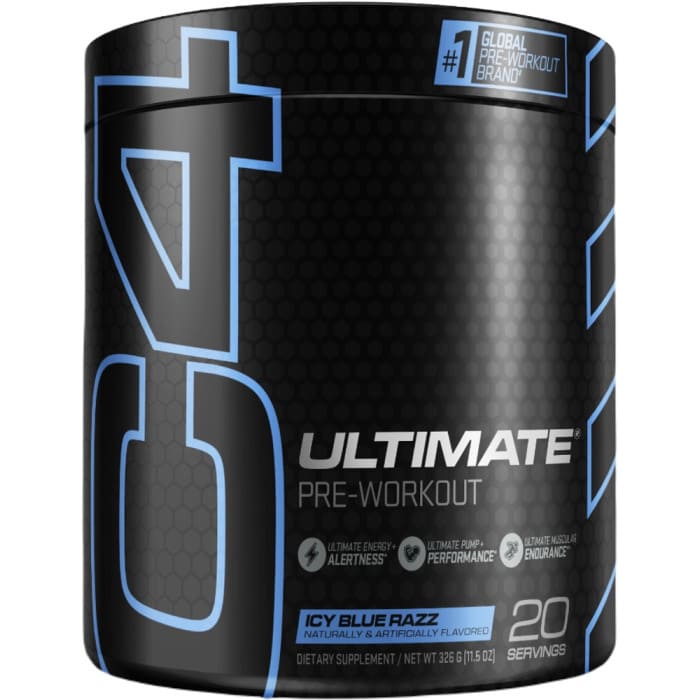 #1
GLOBAL
PRE-WORKOUT
BRAND
C4
ULTIMATE®
PRE-WORKOUT
ULTIMATE ENERGY +
ALERTNESS*
ULTIMATE PUMP +
PERFORMANCE*
ULTIMATE MUSCULAR
ENDURANCE**
ICY BLUE RAZZ
NATURALLY & ARTIFICIALLY FLAVORED
20
SERVINGS
DIETARY SUPPLEMENT / NET WT 326 G (11.5 OZ)